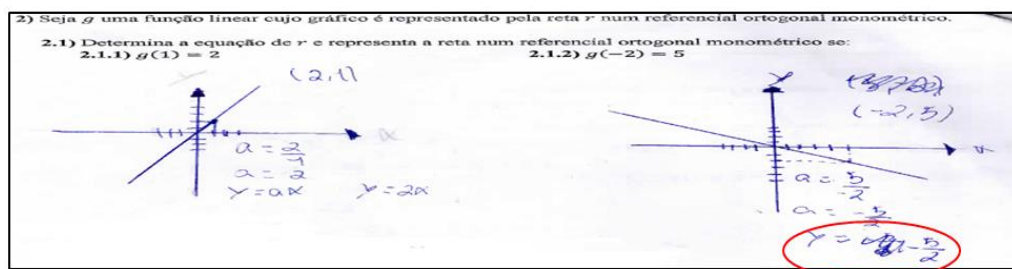 2) Seja g uma função linear cujo gráfico é representado pela reta r num referencial ortogonal monométrico.
2.1) Determina a equação de r e representa a reta num referencial ortogonal monométrico se:
2.1.1) g(1) = 2
2.1.2) g(−2) = 5
y
(2,1)
x
a = 2/1
a = 2
y = ax
y = 2x
y
(-2,5)
x
a = 5/-2
a = -5/2
y = -5/2